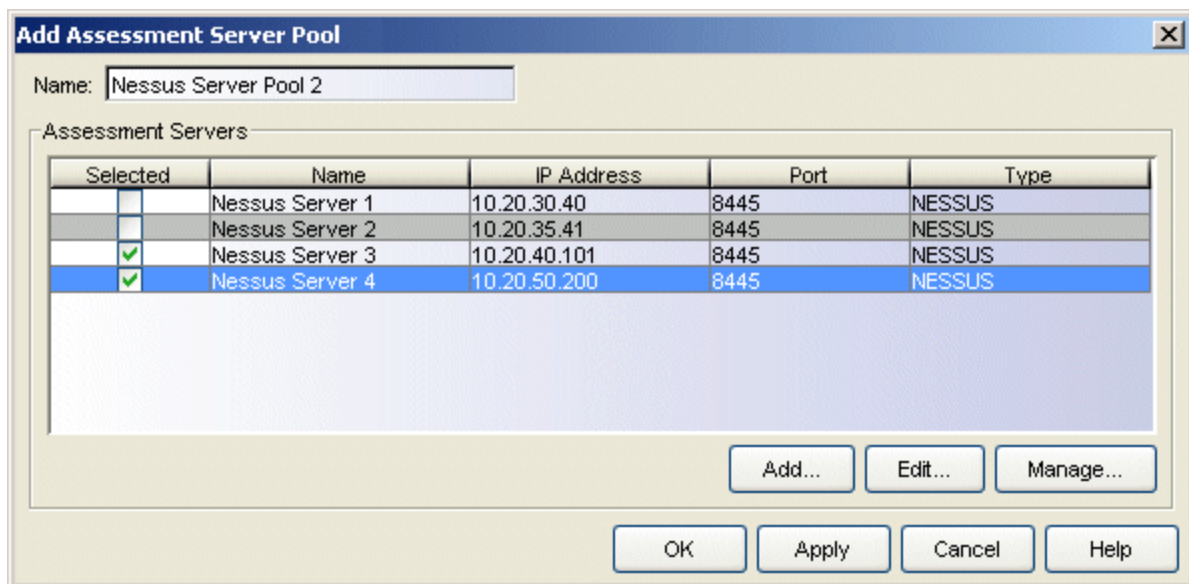 Add Assessment Server Pool
Name: Nessus Server Pool 2
Assessment Servers
Selected Name IP Address Port Type
Nessus Server 1 10.20.30.40 8445 NESSUS
Nessus Server 2 10.20.35.41 8445 NESSUS
Nessus Server 3 10.20.40.101 8445 NESSUS
Nessus Server 4 10.20.50.200 8445 NESSUS
Add... Edit... Manage...
OK Apply Cancel Help